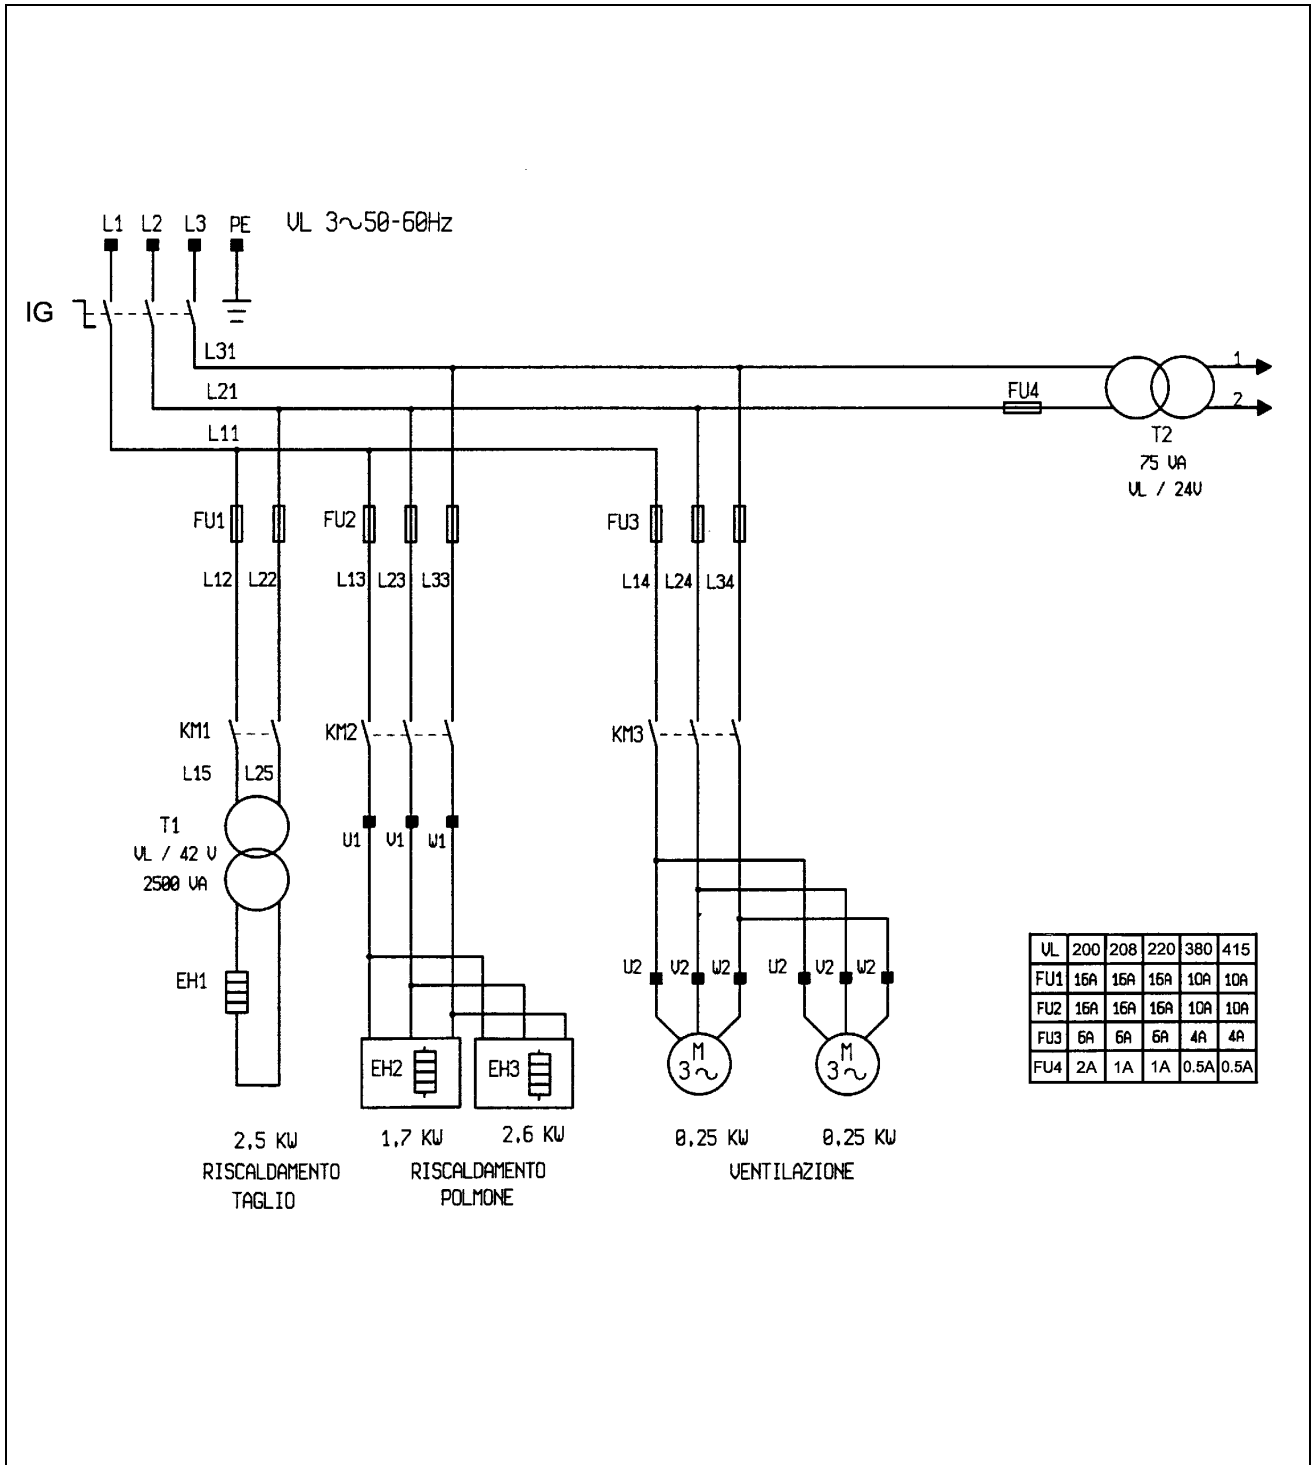 L1 L2 L3 PE VL 3~50-60Hz
IG
L31
L21
L11
1
2
FU4
T2
75 VA
VL / 24V
FU1
FU2
FU3
L12 L22
L13 L23 L33
L14 L24 L34
KM1
KM2
KM3
L15 L25
T1
VL / 42 V
2500 VA
U1 V1 W1
U2 V2 W2 U2 V2 W2
EH1
EH2
EH3
M
3~
M
3~
VL 200 208 220 380 415
FU1 16A 16A 16A 10A 10A
FU2 16A 16A 16A 10A 10A
FU3 6A 6A 6A 4A 4A
FU4 2A 1A 1A 0.5A 0.5A
2,5 KW
RISCALDAMENTO
TAGLIO
1,7 KW 2,6 KW
RISCALDAMENTO
POLMONE
0,25 KW 0,25 KW
VENTILAZIONE